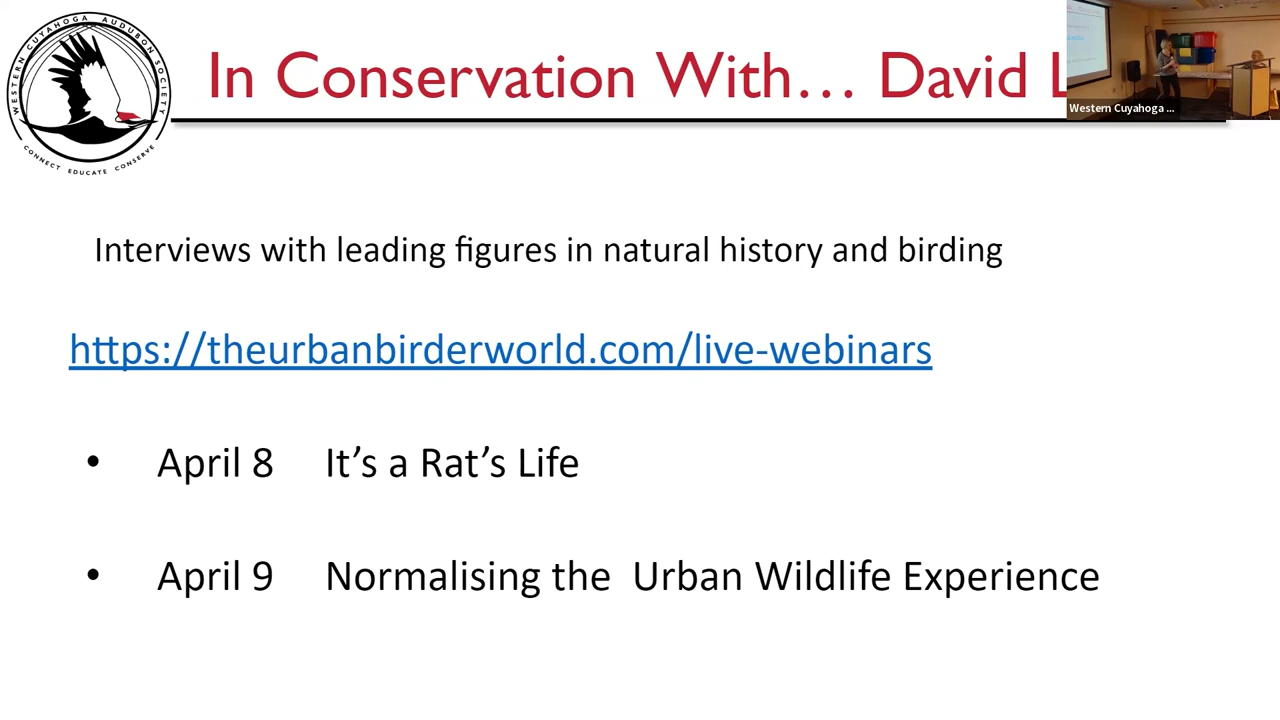 WESTERN CUYAHOGA AUDUBON SOCIETY
CONNECT EDUCATE CONSERVE
In Conservation With… David L
Western Cuyahoga ...
Interviews with leading figures in natural history and birding
https://theurbanbirderworld.com/live-webinars
• April 8 It’s a Rat’s Life
• April 9 Normalising the Urban Wildlife Experience